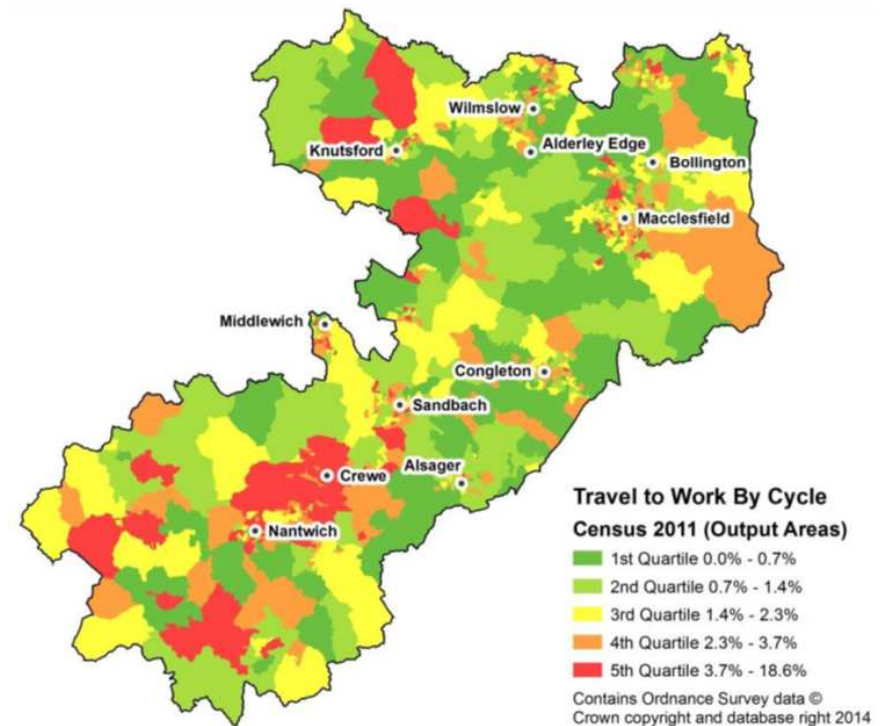 Wilmslow
Alderley Edge
Knutsford
Bollington
Macclesfield
Middlewich
Congleton
Sandbach
Alsager
Crewe
Nantwich
Travel to Work By Cycle
Census 2011 (Output Areas)
1st Quartile 0.0% - 0.7%
2nd Quartile 0.7% - 1.4%
3rd Quartile 1.4% - 2.3%
4th Quartile 2.3% - 3.7%
5th Quartile 3.7% - 18.6%
Contains Ordnance Survey data ©
Crown copyright and database right 2014